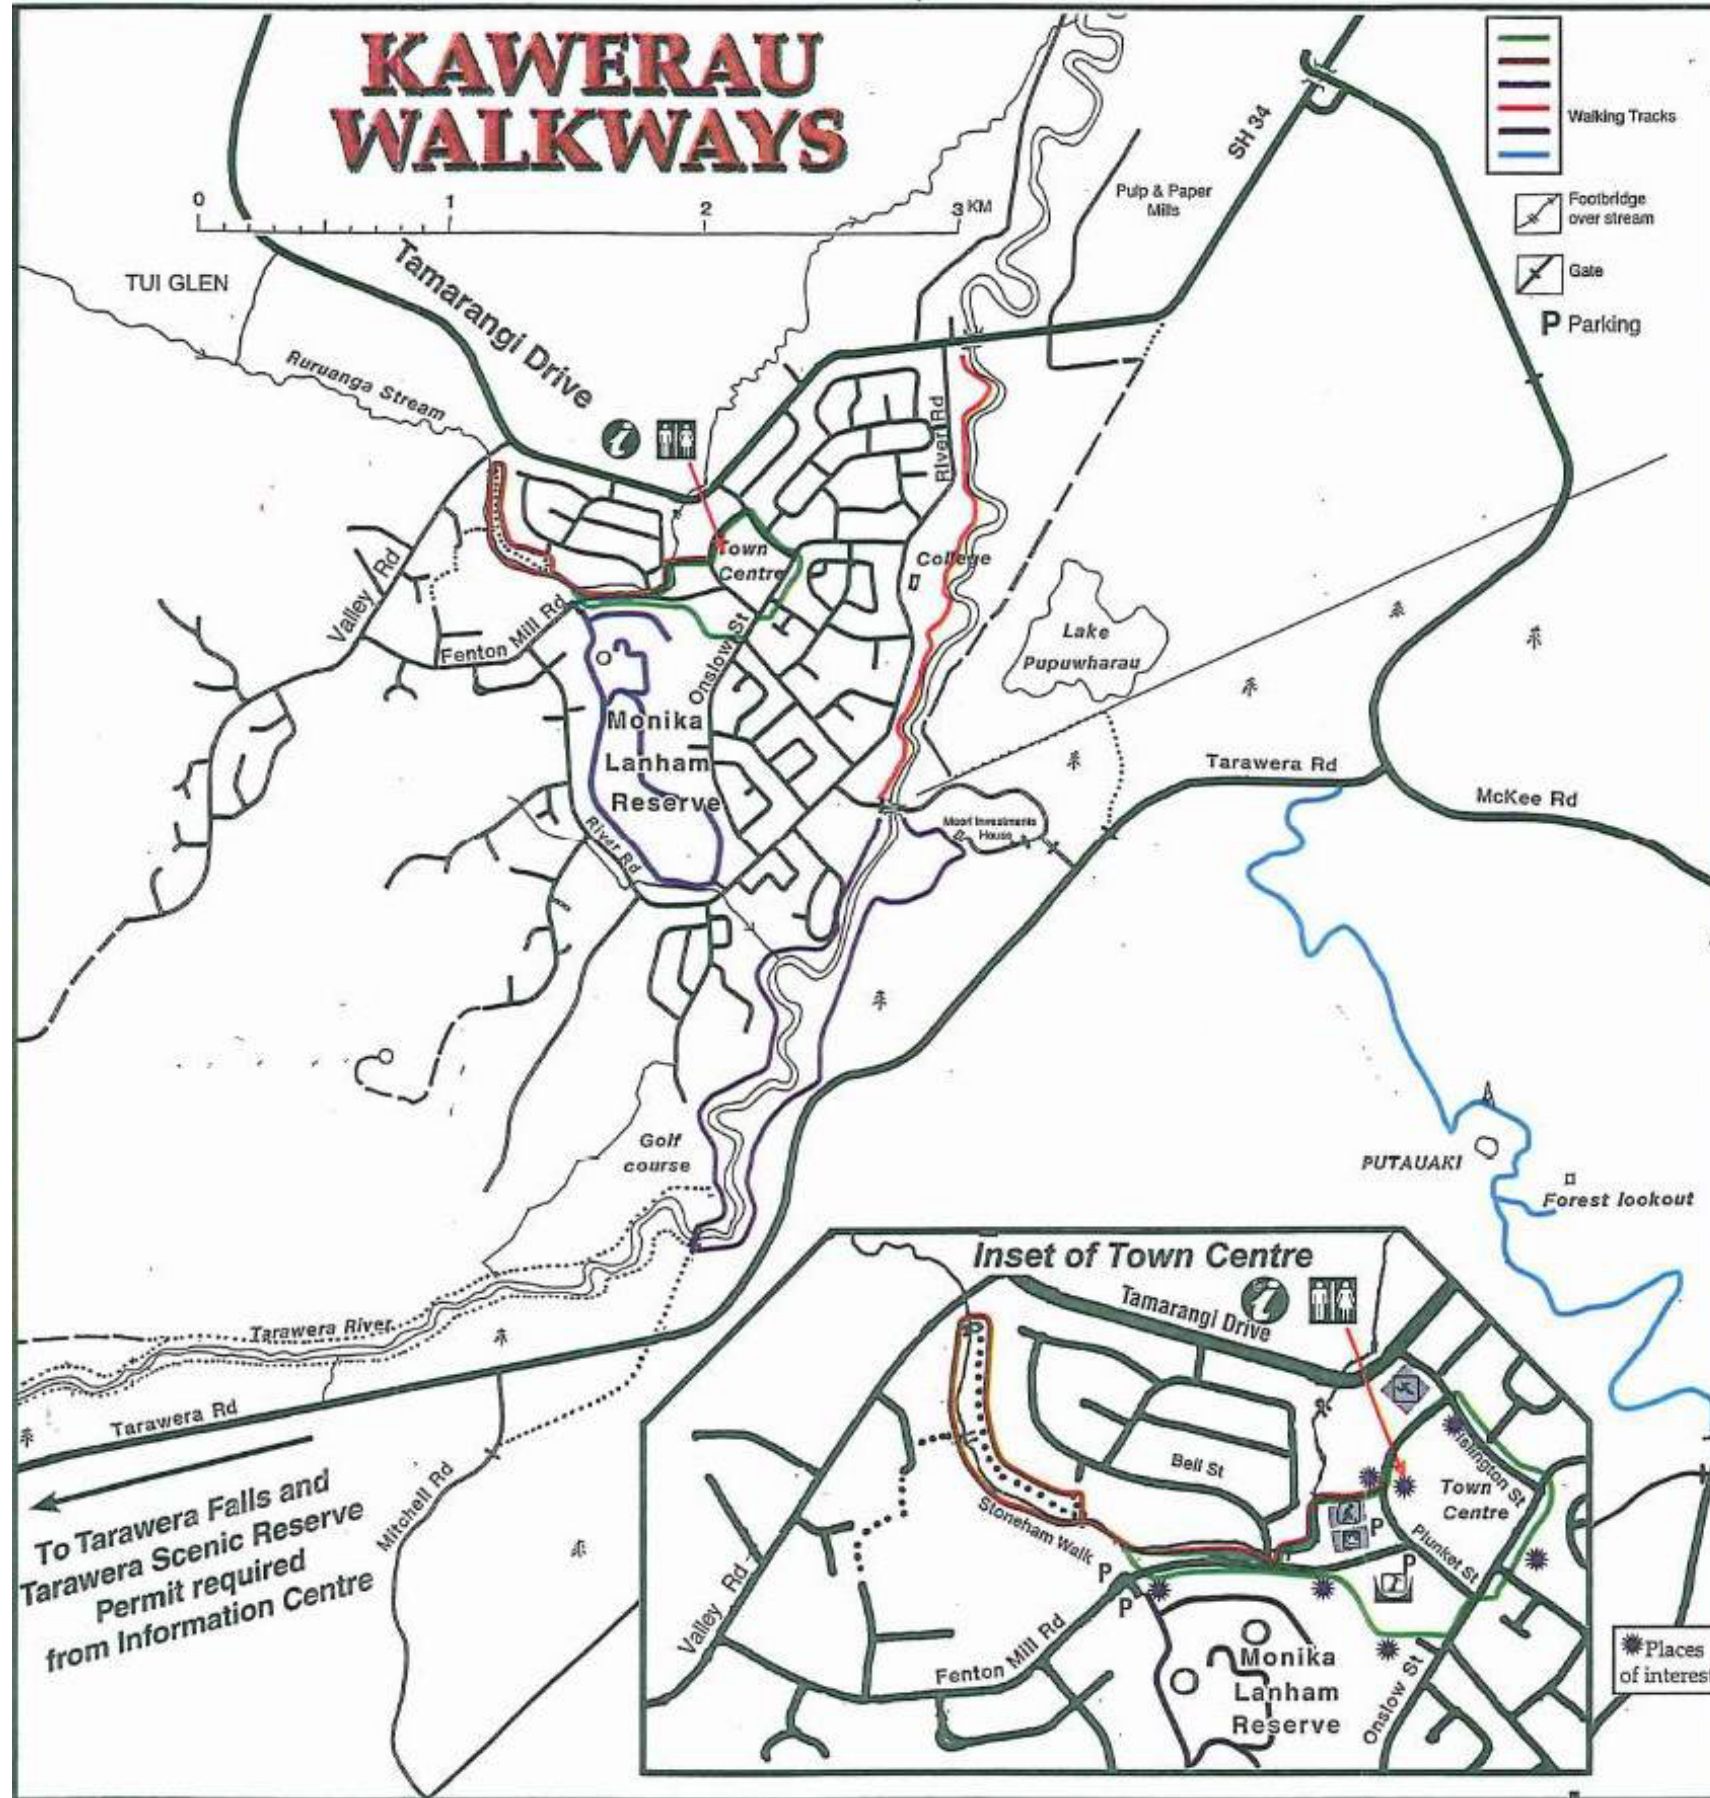 KAWERAU
WALKWAYS
0 1 2 3 KM
Walking Tracks
Footbridge
over stream
Gate
P Parking
SH 34
Pulp & Paper
Mills
TUI GLEN
Tamarangi Drive
Ruruanga Stream
River Rd
Town
Centre
College
Valley Rd
Fenton Mill Rd
Onslow St
Lake
Pupuwharau
Monika
Lanham
Reserve
Tarawera Rd
McKee Rd
Maori Investments
House
River Rd
Golf
course
PUTAUAKI
Forest lookout
Tarawera River
Tarawera Rd
Mitchell Rd
To Tarawera Falls and
Tarawera Scenic Reserve
Permit required
from Information Centre
Inset of Town Centre
Tamarangi Drive
Bell St
Islington St
Town
Centre
Plunket St
Stoneham Walk
P
P
P
P
Valley Rd
Fenton Mill Rd
Monika
Lanham
Reserve
Onslow St
Places
of interest